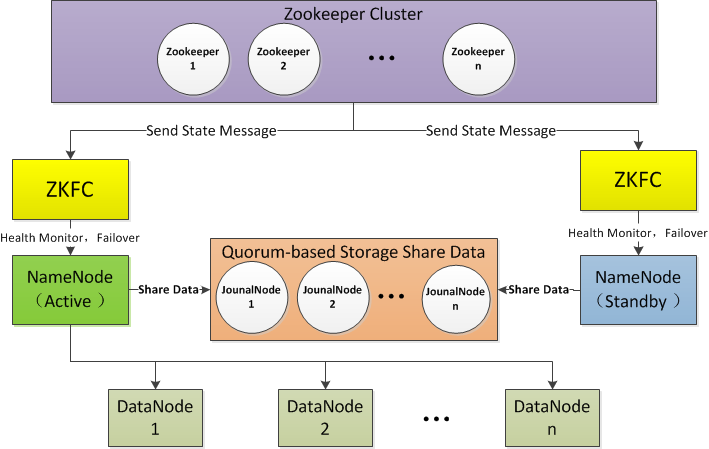 Zookeeper Cluster
Zookeeper
1
Zookeeper
2
•••
Zookeeper
n
Send State Message
Send State Message
ZKFC
ZKFC
Health Monitor，Failover
Health Monitor，Failover
Quorum-based Storage Share Data
NameNode
（Active ）
Share Data
JounalNode
1
JounalNode
2
•••
JounalNode
n
Share Data
NameNode
（Standby ）
DataNode
1
DataNode
2
•••
DataNode
n